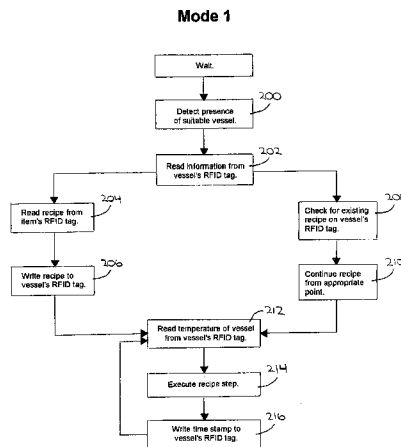 Mode 1
Wait.
200
Detect presence
of suitable vessel.
202
Read information from
vessel's RFID tag.
204
Read recipe from
item's RFID tag.
Check for existing
recipe on vessel's
RFID tag.
206
Write recipe to
vessel's RFID tag.
Continue recipe
from appropriate
point.
212
Read temperature of vessel
from vessel's RFID tag.
214
Execute recipe step.
216
Write time stamp to
vessel's RFID tag.